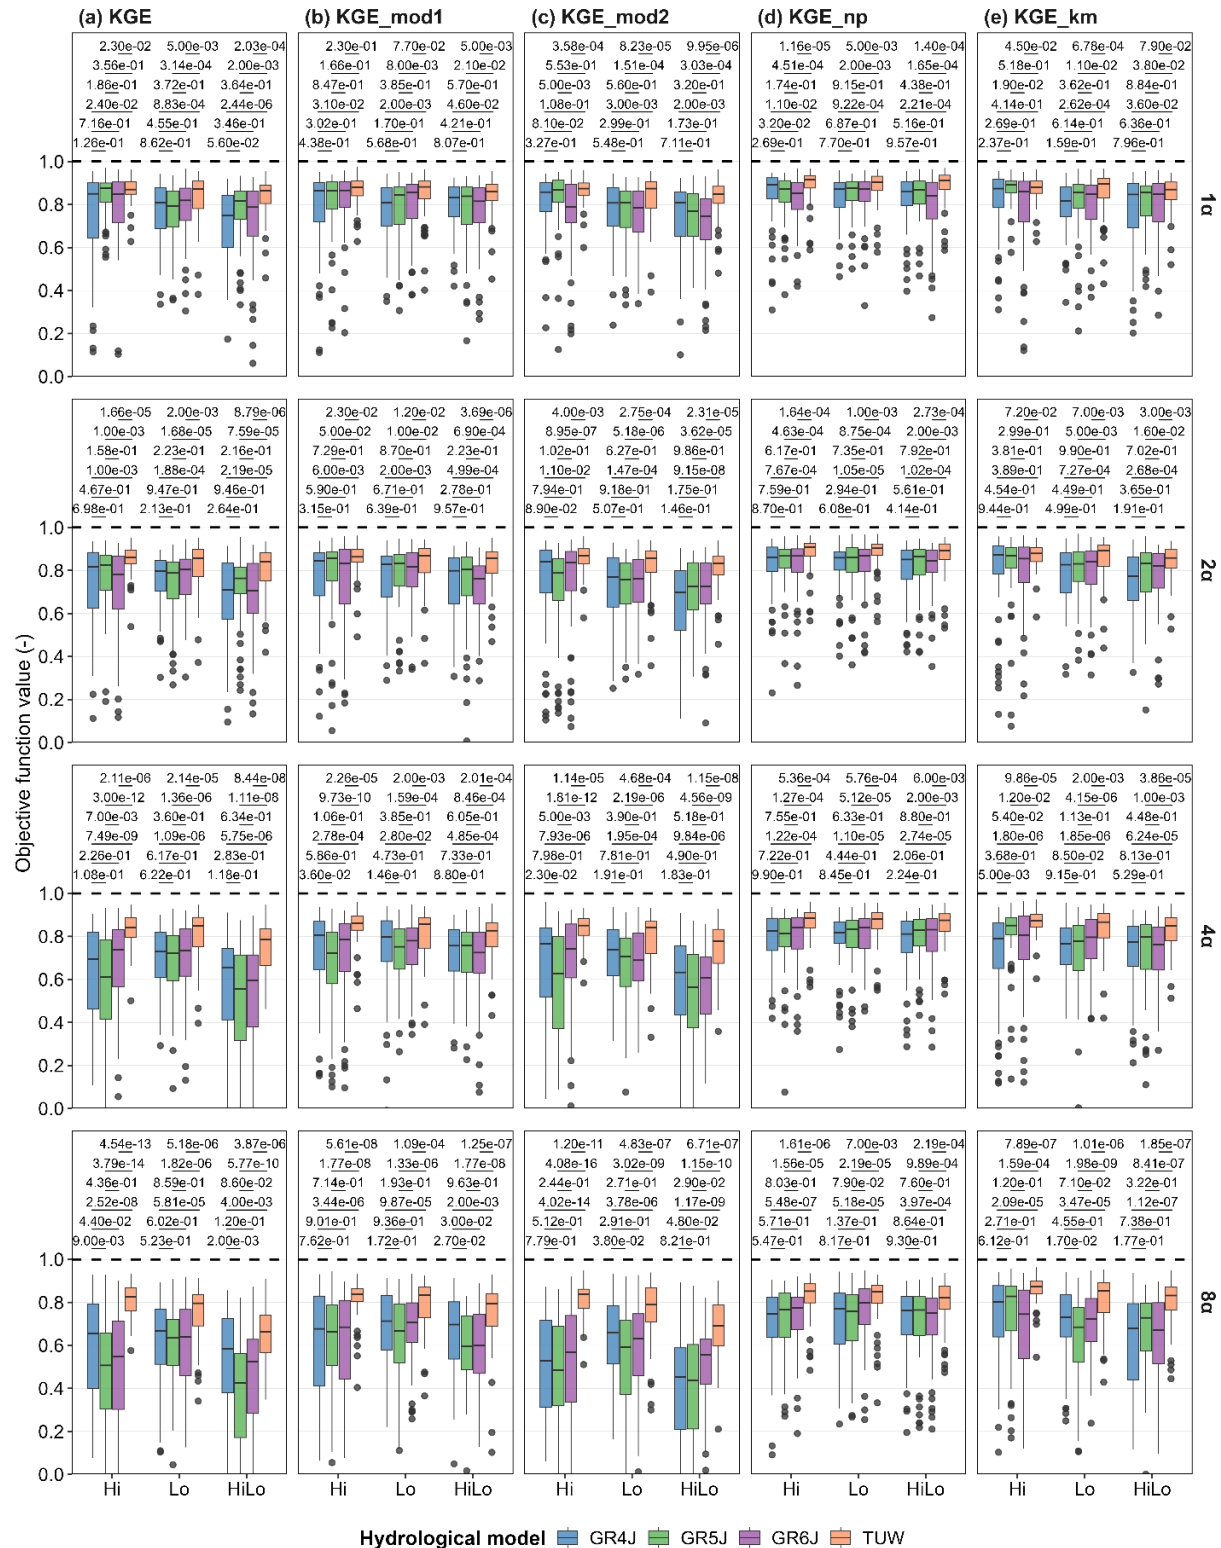 (a) KGE (b) KGE_mod1 (c) KGE_mod2 (d) KGE_np (e) KGE_km
2.30e-02 5.00e-03 2.03e-04 2.30e-01 7.70e-02 5.00e-03 3.58e-04 8.23e-05 9.95e-06 1.16e-05 5.00e-03 1.40e-04 4.50e-02 6.78e-04 7.90e-02
3.56e-01 3.14e-04 2.00e-03 1.66e-01 8.00e-03 2.10e-02 5.53e-01 1.51e-04 3.03e-04 4.51e-04 2.00e-03 1.65e-04 5.18e-01 1.10e-02 3.80e-02
1.86e-01 3.72e-01 3.64e-01 8.47e-01 3.85e-01 5.70e-01 5.00e-03 5.60e-01 3.20e-01 1.74e-01 9.15e-01 4.38e-01 1.90e-02 3.62e-01 8.84e-01
2.40e-02 8.83e-04 2.44e-06 3.10e-02 2.00e-03 4.60e-02 1.08e-01 3.00e-03 2.00e-03 1.10e-02 9.22e-04 2.21e-04 4.14e-01 2.62e-04 3.60e-02
7.16e-01 4.55e-01 3.46e-01 3.02e-01 1.70e-01 4.21e-01 8.10e-02 2.99e-01 1.73e-01 3.20e-02 6.87e-01 5.16e-01 2.69e-01 6.14e-01 6.36e-01
1.26e-01 8.62e-01 5.60e-02 4.38e-01 5.68e-01 8.07e-01 3.27e-01 5.48e-01 7.11e-01 2.69e-01 7.70e-01 9.57e-01 2.37e-01 1.59e-01 7.96e-01
1.0
0.8
0.6
0.4
0.2
0.0
1α
1.66e-05 2.00e-03 8.79e-06 2.30e-02 1.20e-02 3.69e-06 4.00e-03 2.75e-04 2.31e-05 1.64e-04 1.00e-03 2.73e-04 7.20e-02 7.00e-03 3.00e-03
1.00e-03 1.68e-05 7.59e-05 5.00e-02 1.00e-02 6.90e-04 8.95e-07 5.18e-06 3.62e-05 4.63e-04 8.75e-04 2.00e-03 2.99e-01 5.00e-03 1.60e-02
1.58e-01 2.23e-01 2.16e-01 7.29e-01 8.70e-01 2.23e-01 1.02e-01 6.27e-01 9.86e-01 6.17e-01 7.35e-01 7.92e-01 3.81e-01 9.90e-01 7.02e-01
1.00e-03 1.88e-04 2.19e-05 6.00e-03 2.00e-03 4.99e-04 1.10e-02 1.47e-04 9.15e-08 7.67e-04 1.05e-05 1.02e-04 3.89e-01 7.27e-04 2.68e-04
4.67e-01 9.47e-01 9.46e-01 5.90e-01 6.71e-01 2.78e-01 7.94e-01 9.18e-01 1.75e-01 7.59e-01 2.94e-01 5.61e-01 4.54e-01 4.49e-01 3.65e-01
6.98e-01 2.13e-01 2.64e-01 3.15e-01 6.39e-01 9.57e-01 8.90e-02 5.07e-01 1.46e-01 8.70e-01 6.08e-01 4.14e-01 9.44e-01 4.99e-01 1.91e-01
1.0
0.8
0.6
0.4
0.2
0.0
2α
Objective function value (-)
2.11e-06 2.14e-05 8.44e-08 2.26e-05 2.00e-03 2.01e-04 1.14e-05 4.68e-04 1.15e-08 5.36e-04 5.76e-04 6.00e-03 9.86e-05 2.00e-03 3.86e-05
3.00e-12 1.36e-06 1.11e-08 9.73e-10 1.59e-04 8.46e-04 1.81e-12 2.19e-06 4.56e-09 1.27e-04 5.12e-05 2.00e-03 1.20e-02 4.15e-06 1.00e-03
7.00e-03 3.60e-01 6.34e-01 1.06e-01 3.85e-01 6.05e-01 5.00e-03 3.90e-01 5.18e-01 7.55e-01 6.33e-01 8.80e-01 5.40e-02 1.13e-01 4.48e-01
7.49e-09 1.09e-06 5.75e-06 2.78e-04 2.80e-02 4.85e-04 7.93e-06 1.95e-04 9.84e-06 1.22e-04 1.10e-05 2.74e-05 1.80e-06 1.85e-06 6.24e-05
2.26e-01 6.17e-01 2.83e-01 5.86e-01 4.73e-01 7.33e-01 7.98e-01 7.81e-01 4.90e-01 7.22e-01 4.44e-01 2.06e-01 3.68e-01 8.50e-02 8.13e-01
1.08e-01 6.22e-01 1.18e-01 3.60e-02 1.46e-01 8.80e-01 2.30e-02 1.91e-01 1.83e-01 9.90e-01 8.45e-01 2.24e-01 5.00e-03 9.15e-01 5.29e-01
1.0
0.8
0.6
0.4
0.2
0.0
4α
4.54e-13 5.18e-06 3.87e-06 5.61e-08 1.09e-04 1.25e-07 1.20e-11 4.83e-07 6.71e-07 1.61e-06 7.00e-03 2.19e-04 7.89e-07 1.01e-06 1.85e-07
3.79e-14 1.82e-06 5.77e-10 1.77e-08 1.33e-06 1.77e-08 4.08e-16 3.02e-09 1.15e-10 1.56e-05 2.19e-05 9.89e-04 1.59e-04 1.98e-09 8.41e-07
4.36e-01 8.59e-01 8.60e-02 7.14e-01 1.93e-01 9.63e-01 2.44e-01 2.71e-01 2.90e-02 8.03e-01 7.90e-02 7.60e-01 1.20e-01 7.10e-02 3.22e-01
2.52e-08 5.81e-05 4.00e-03 3.44e-06 9.87e-05 2.00e-03 4.02e-14 3.78e-06 1.17e-09 5.48e-07 5.18e-05 3.97e-04 2.09e-05 3.47e-05 1.12e-07
4.40e-02 6.02e-01 1.20e-01 9.01e-01 9.36e-01 3.00e-02 5.12e-01 2.91e-01 4.60e-02 5.71e-01 1.37e-01 8.64e-01 2.71e-01 4.55e-01 7.38e-01
9.00e-03 5.23e-01 2.00e-03 7.62e-01 1.72e-01 2.70e-02 7.79e-01 3.80e-02 8.21e-01 5.47e-01 8.17e-01 9.30e-01 6.12e-01 1.70e-02 1.77e-01
1.0
0.8
0.6
0.4
0.2
0.0
8α
Hi Lo HiLo Hi Lo HiLo Hi Lo HiLo Hi Lo HiLo Hi Lo HiLo
Hydrological model GR4J GR5J GR6J TUW